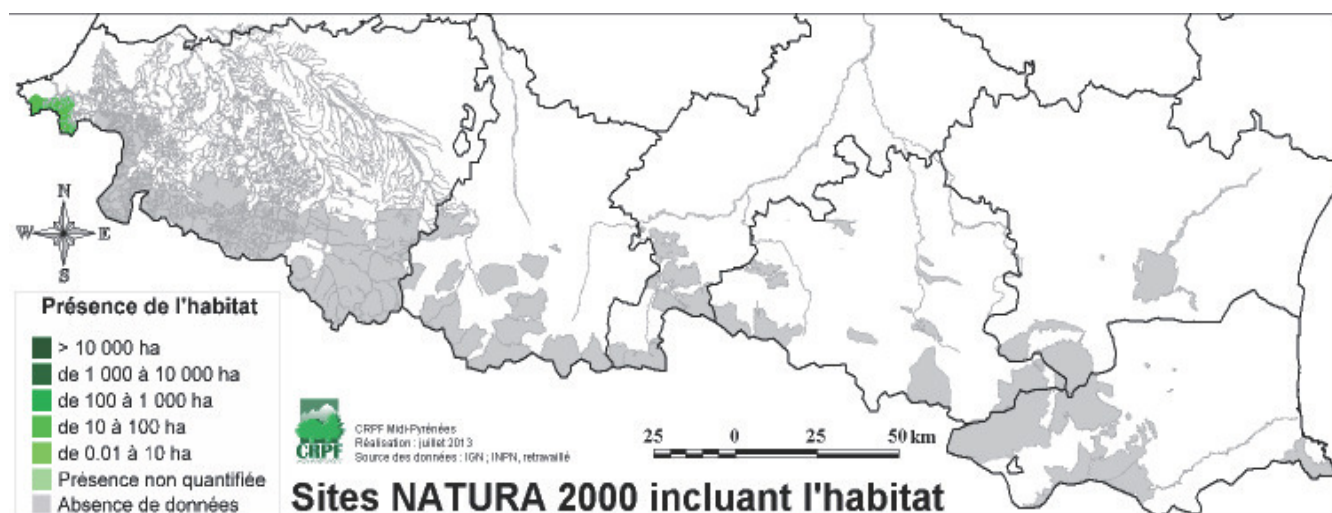 N
W E
S
Présence de l'habitat
> 10 000 ha
de 1 000 à 10 000 ha
de 100 à 1 000 ha
de 10 à 100 ha
de 0.01 à 10 ha
Présence non quantifiée
Absence de données
CRPF
CRPF Midi-Pyrénées
Réalisation : juillet 2013
Source des données : IGN ; INPN, retravaillé
25 0 25 50 km
Sites NATURA 2000 incluant l'habitat